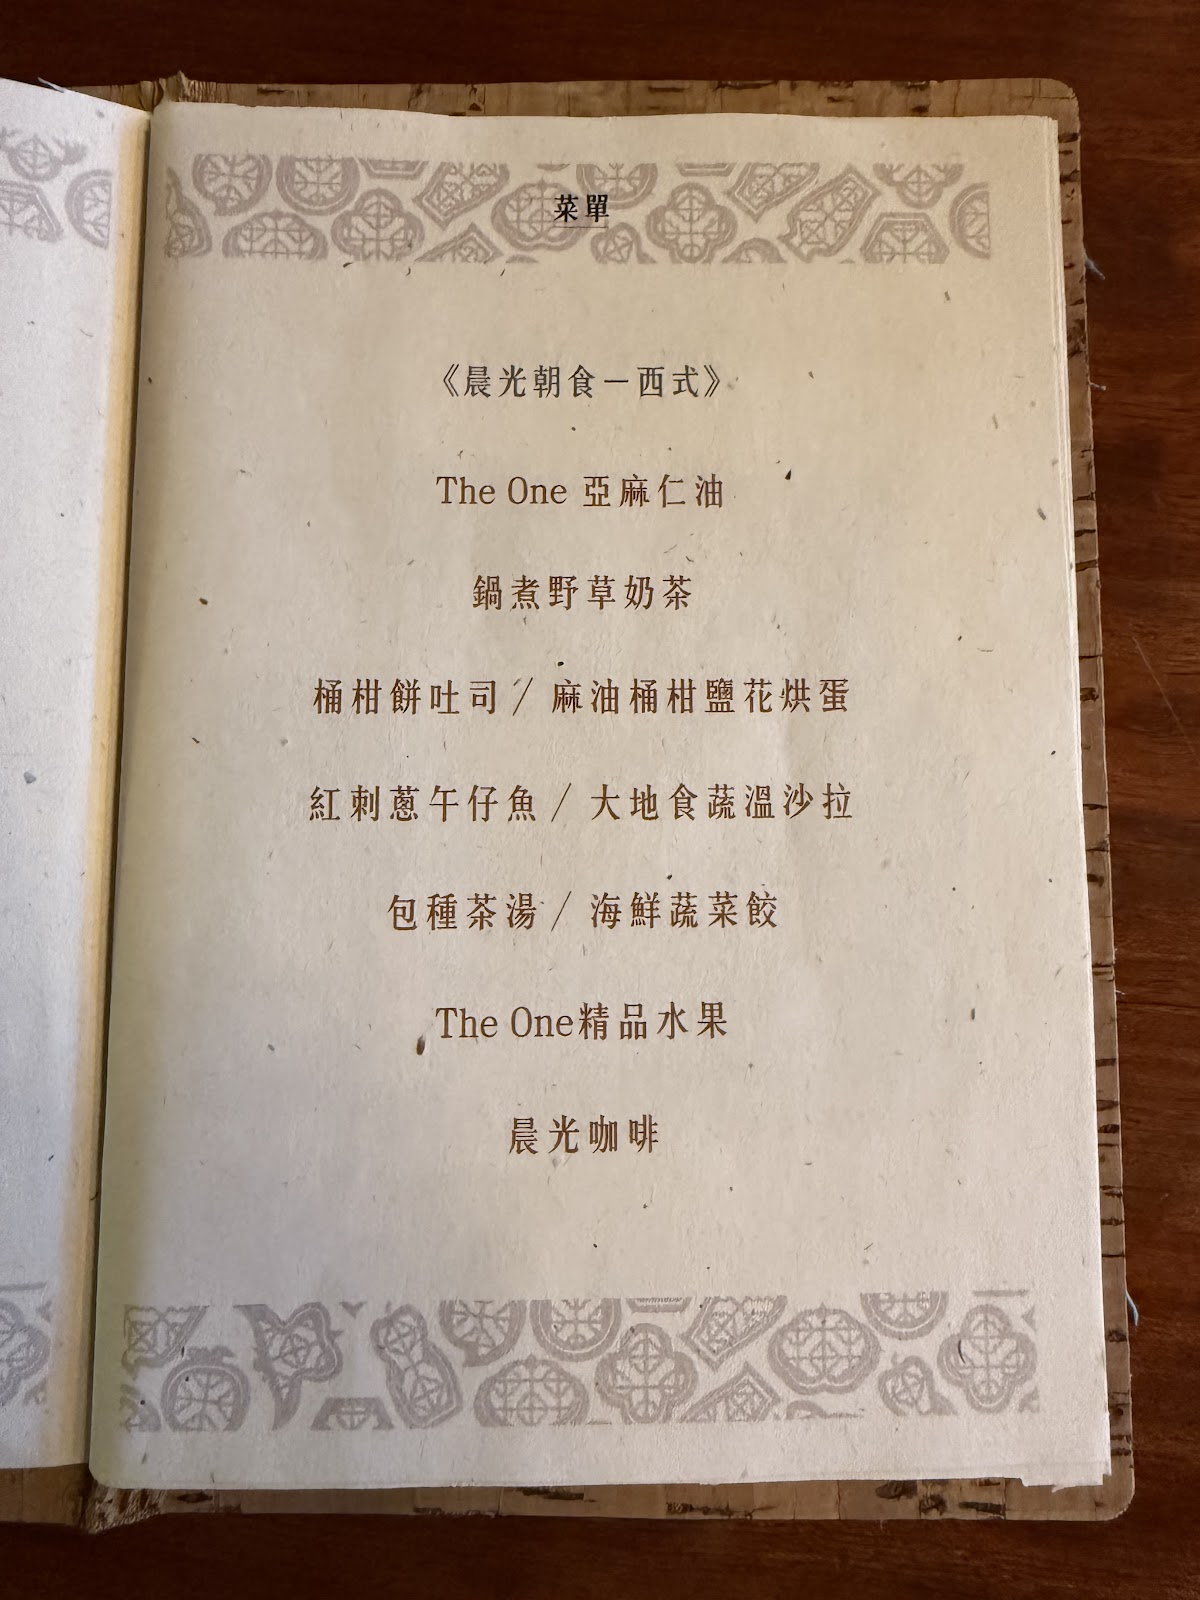 菜單
《晨光朝食－西式》
The One 亞麻仁油
鍋煮野草奶茶
桶柑餅吐司 / 麻油桶柑鹽花烘蛋
紅刺蔥午仔魚 / 大地食蔬溫沙拉
包種茶湯 / 海鮮蔬菜餃
The One精品水果
晨光咖啡